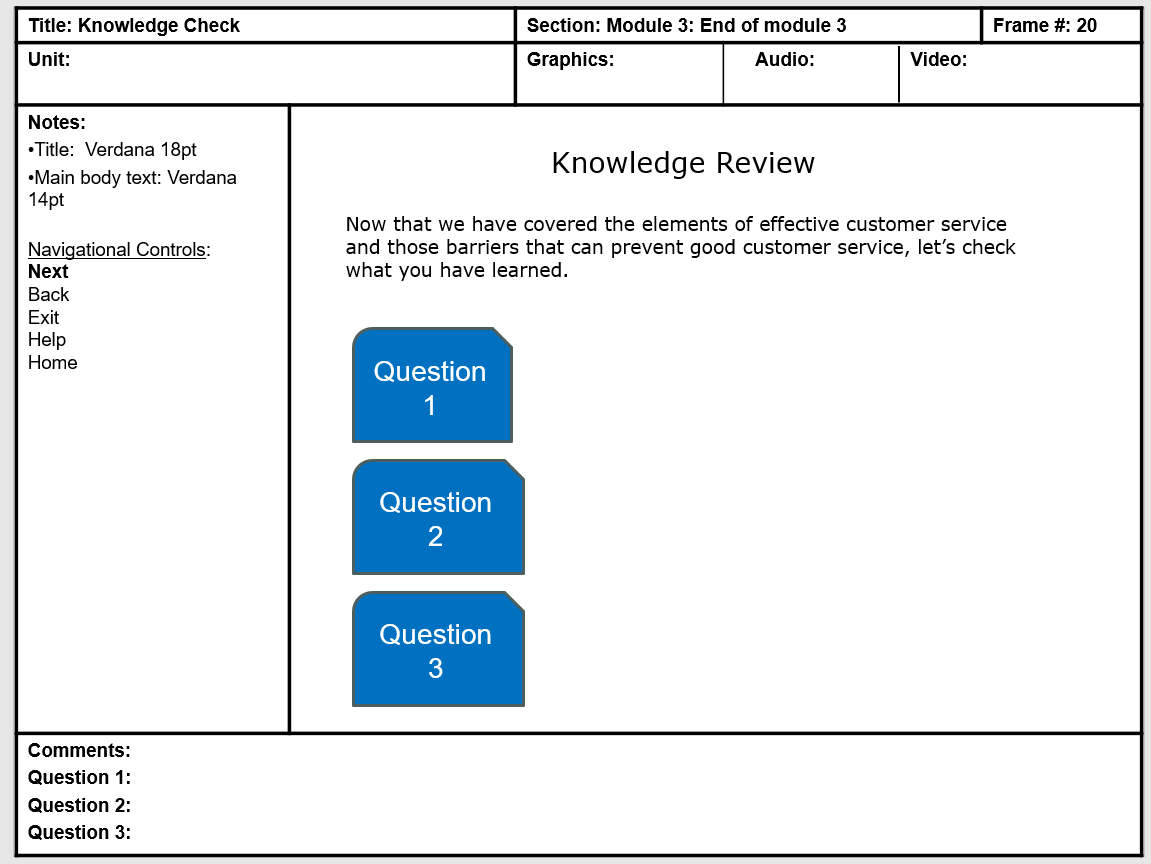 Title: Knowledge Check
Section: Module 3: End of module 3
Frame #: 20
Unit:
Graphics:
Audio:
Video:
Notes:
•Title:  Verdana 18pt
•Main body text: Verdana
14pt
Navigational Controls:
Next
Back
Exit
Help
Home
Knowledge Review
Now that we have covered the elements of effective customer service
and those barriers that can prevent good customer service, let’s check
what you have learned.
Question
1
Question
2
Question
3
Comments:
Question 1:
Question 2:
Question 3: